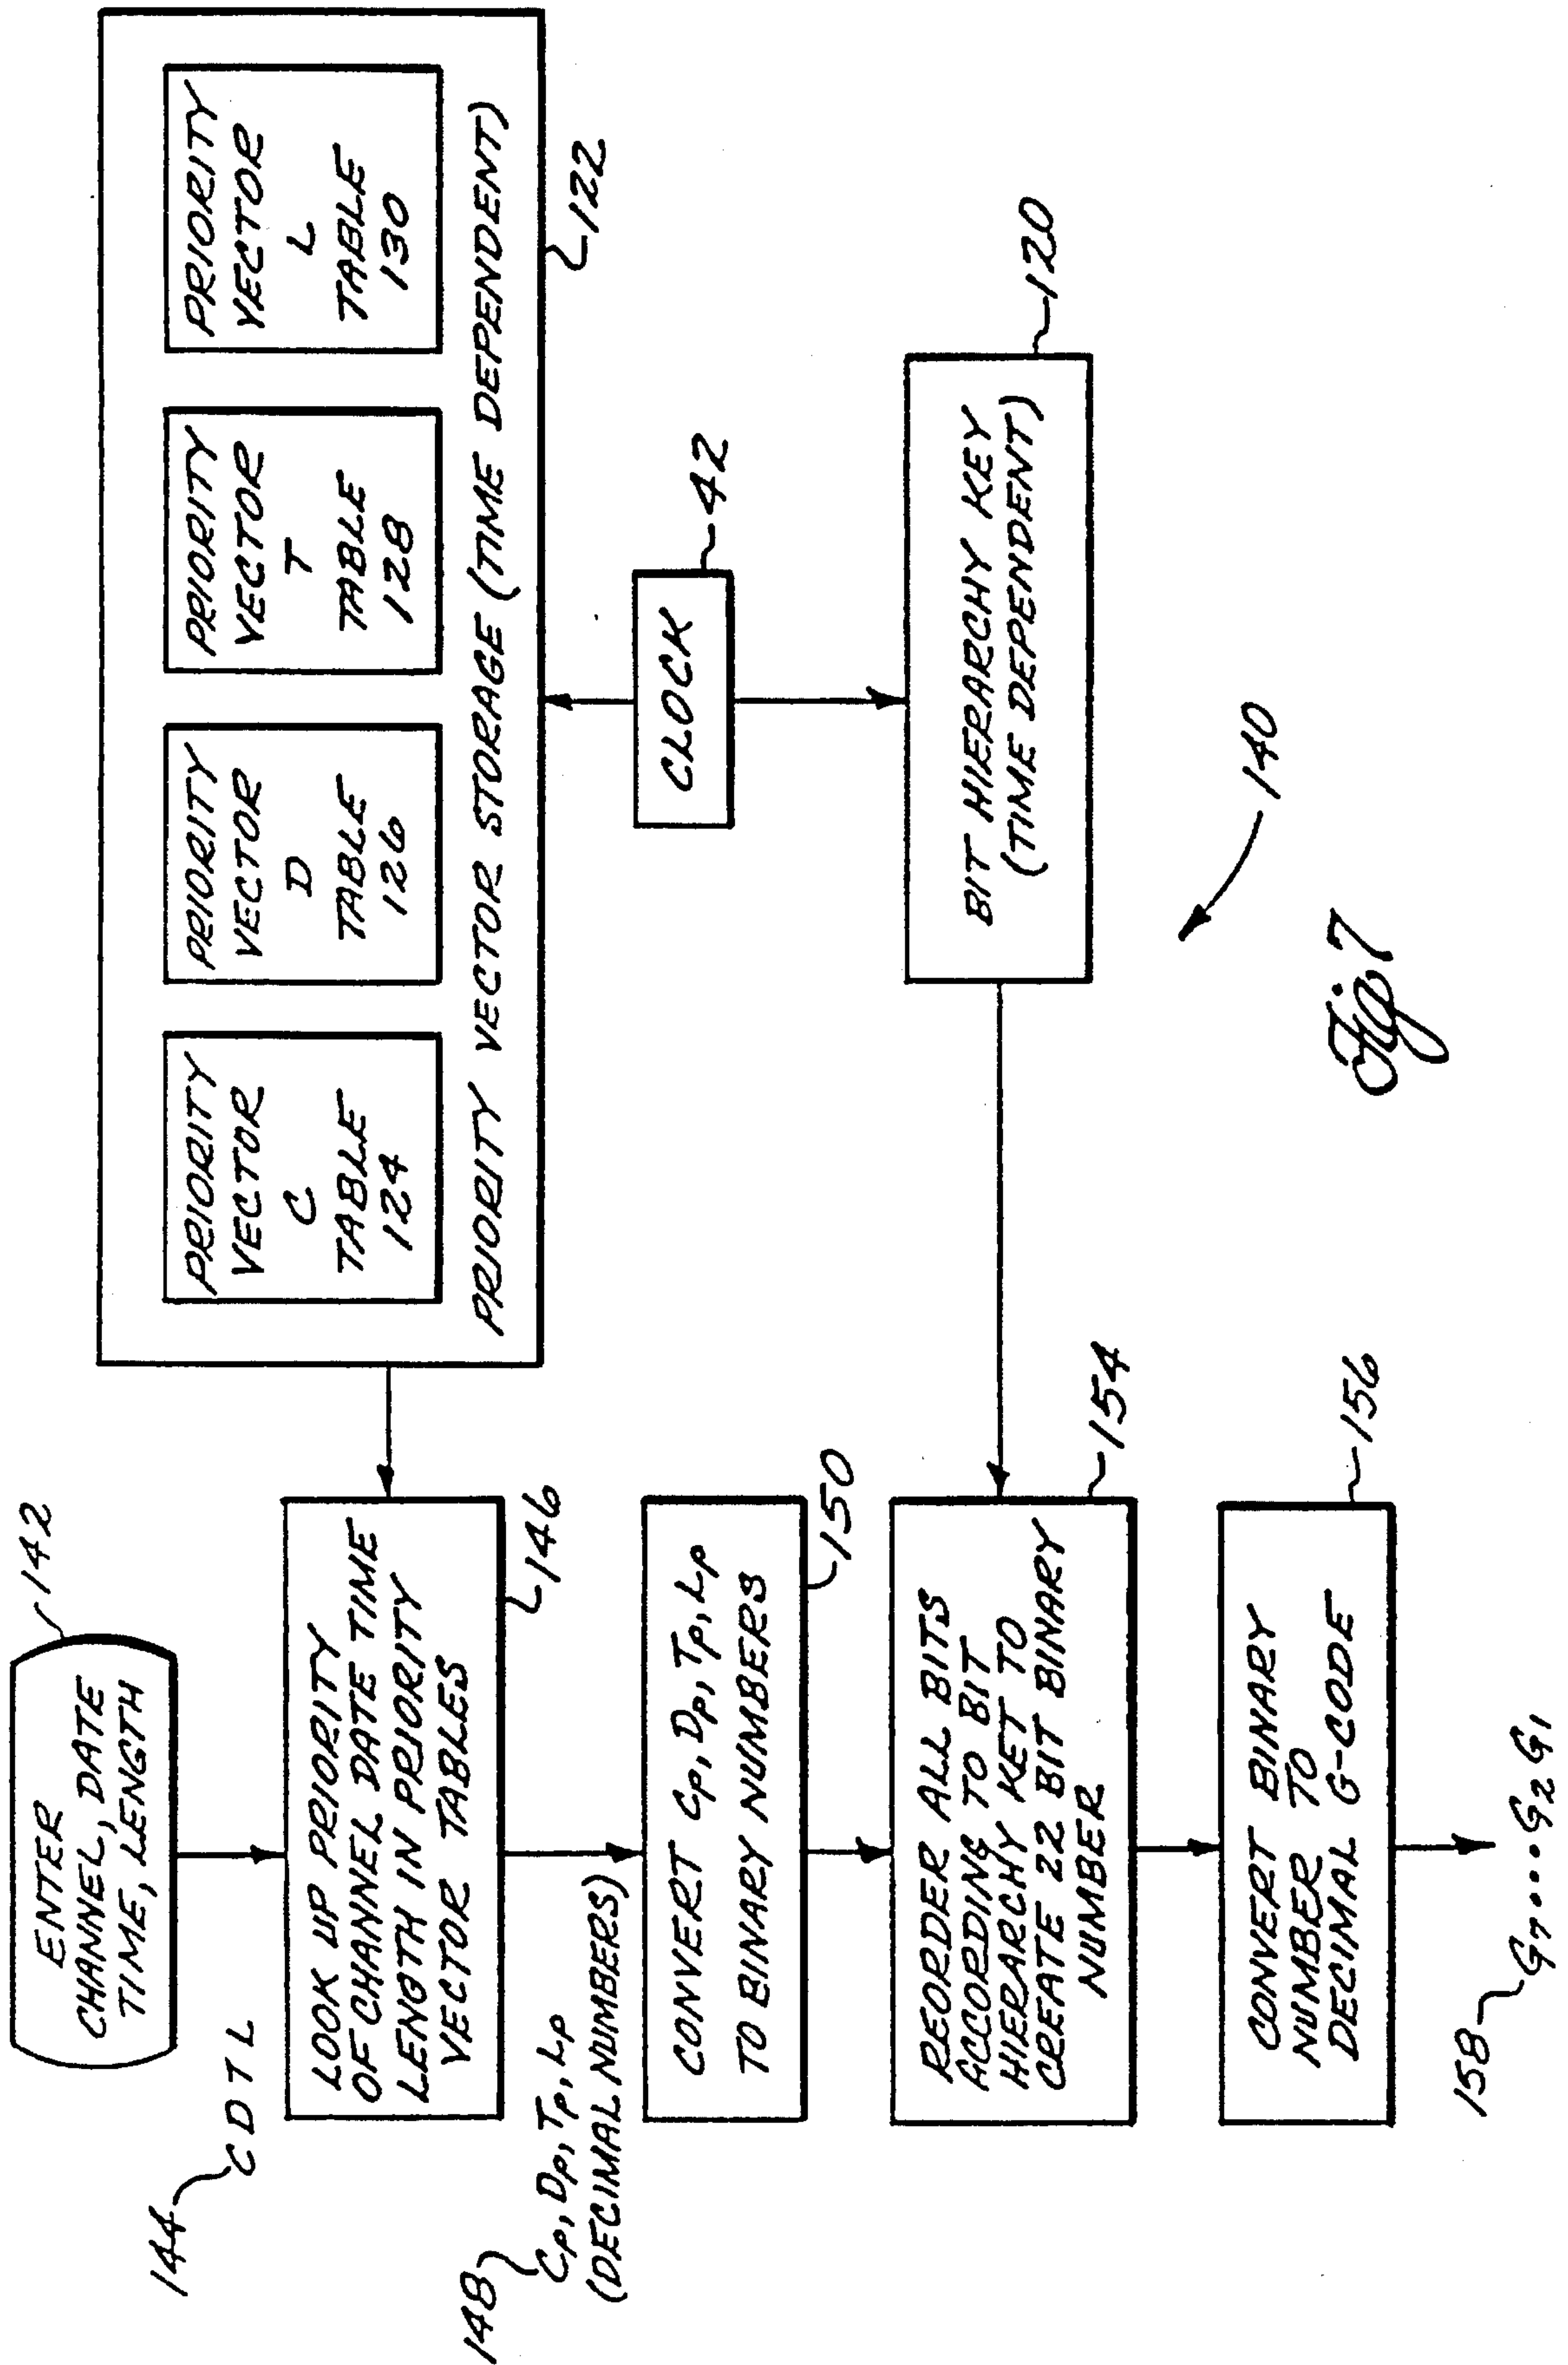 142
ENTER
CHANNEL, DATE
TIME, LENGTH
144
C D T L
LOOK UP PRIORITY
OF CHANNEL DATE TIME
LENGTH IN PRIORITY
VECTOR TABLES
146
148
Cp, Dp, Tp, Lp
(DECIMAL NUMBERS)
CONVERT Cp, Dp, Tp, Lp
TO BINARY NUMBERS
150
REORDER ALL BITS
ACCORDING TO BIT
HIERARCHY KET TO
CREATE 22 BIT BINARY
NUMBER
154
CONVERT BINARY
NUMBER TO
DECIMAL G-CODE
156
158
G7...G2G1
PRIORITY
VECTOR
C
TABLE
124
PRIORITY
VECTOR
D
TABLE
126
PRIORITY
VECTOR
T
TABLE
128
PRIORITY
VECTOR
L
TABLE
130
PRIORITY VECTOR STORAGE (TIME DEPENDENT)
122
CLOCK
42
BIT HIERARCHY KEY
(TIME DEPENDENT)
120
140
Fig. 7